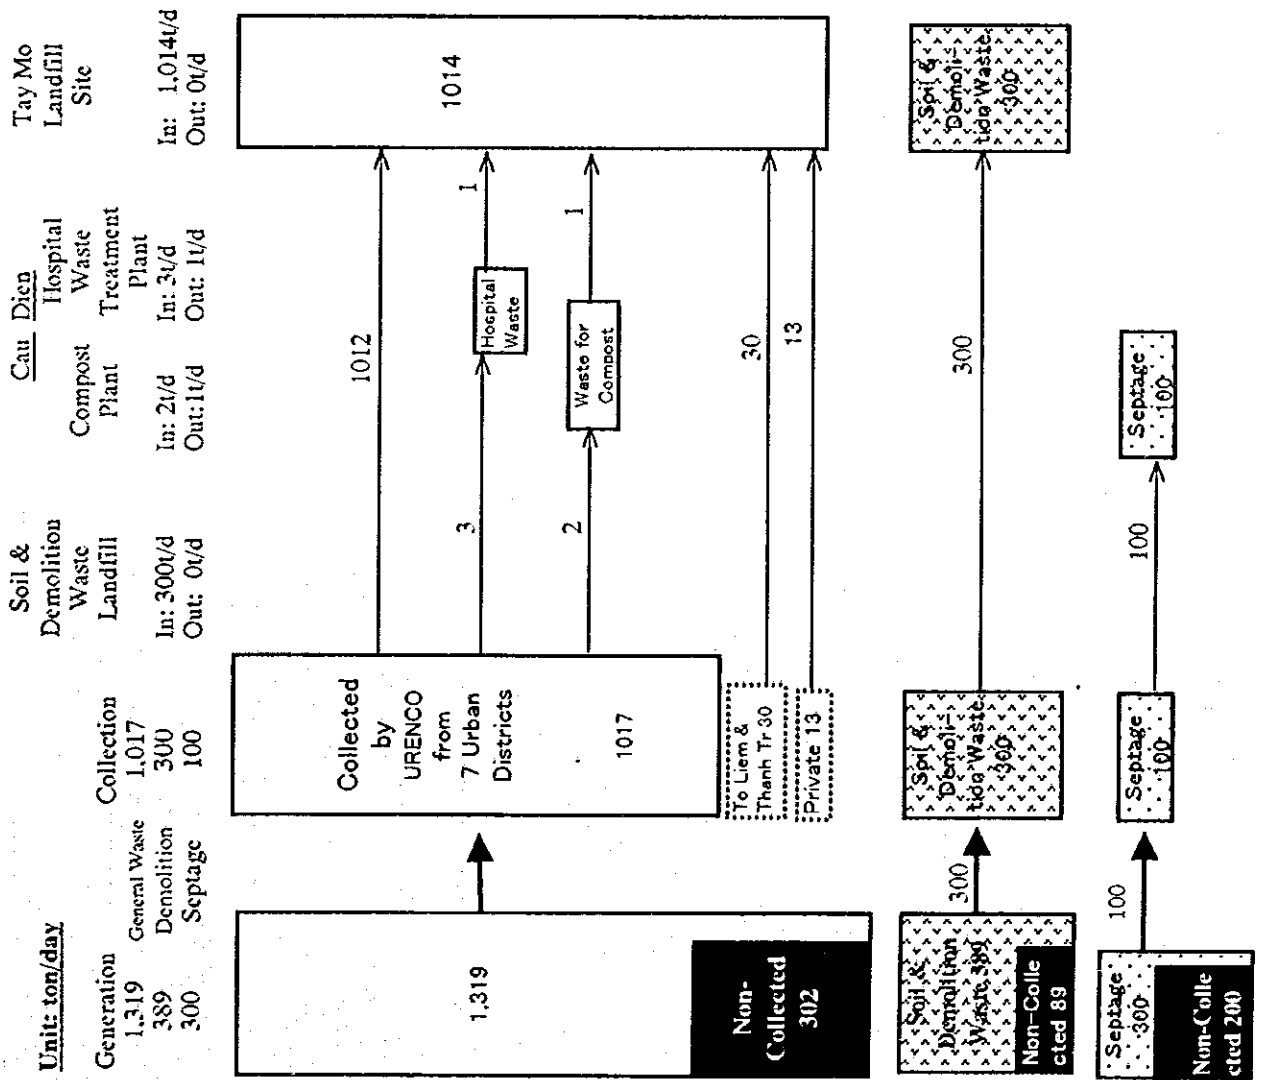 Unit: ton/day
Generation
1,319
389
300
General Waste
Demolition
Septage
Collection
1,017
300
100
Soil &
Demolition
Waste
Landfill
In: 300t/d
Out: 0t/d
Cau Dien
Compost
Plant
In: 2t/d
Out:1t/d
Hospital
Waste
Treatment
Plant
In: 3t/d
Out: 1t/d
Tay Mo
Landfill
Site
In: 1,014t/d
Out: 0t/d
1,319
Non-
Collected
302
Collected
by
URENCO
from
7 Urban
Districts
1017
1012
1014
3
Hospital
Waste
1
2
Waste for
Compost
1
To Liem &
Thanh Tr 30
30
Private 13
13
Soil &
Demolition
Waste 389
Non-Colle
cted 89
300
Soil &
Demoli-
tion Waste
300
300
Soil &
Demoli-
tion Waste
300
Septage
300
Non-Colle
cted 200
100
Septage
100
100
Septage
100